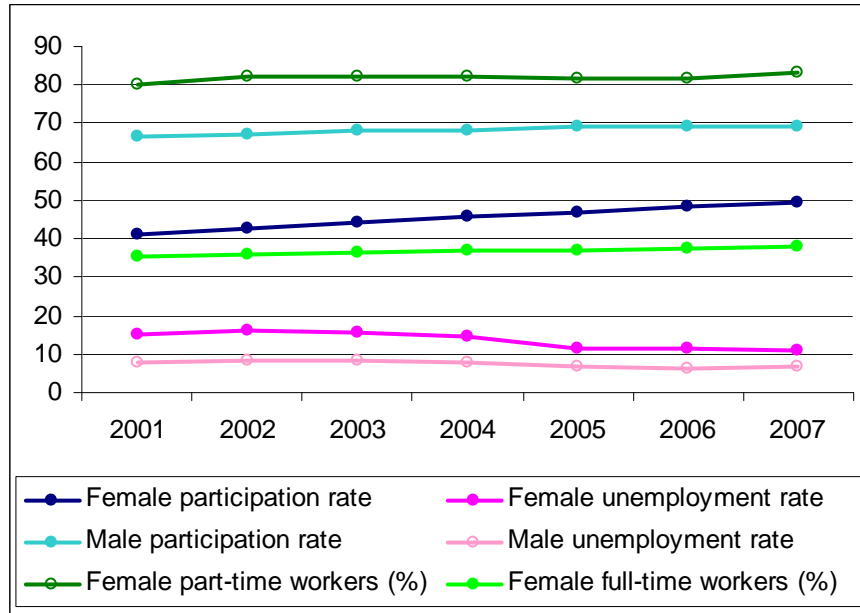 90
80
70
60
50
40
30
20
10
0
2001 2002 2003 2004 2005 2006 2007
Female participation rate Female unemployment rate
Male participation rate Male unemployment rate
Female part-time workers (%) Female full-time workers (%)